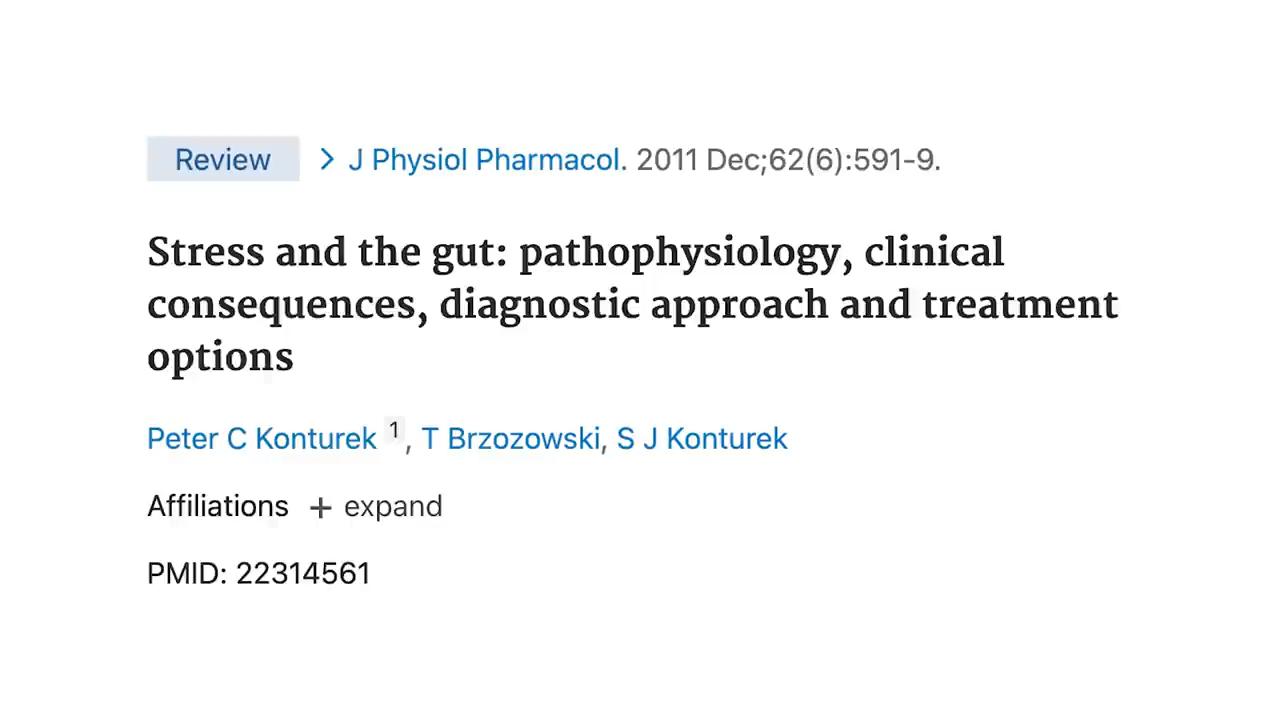 Review > J Physiol Pharmacol. 2011 Dec;62(6):591-9.
Stress and the gut: pathophysiology, clinical
consequences, diagnostic approach and treatment
options
Peter C Konturek 1, T Brzozowski, S J Konturek
Affiliations + expand
PMID: 22314561